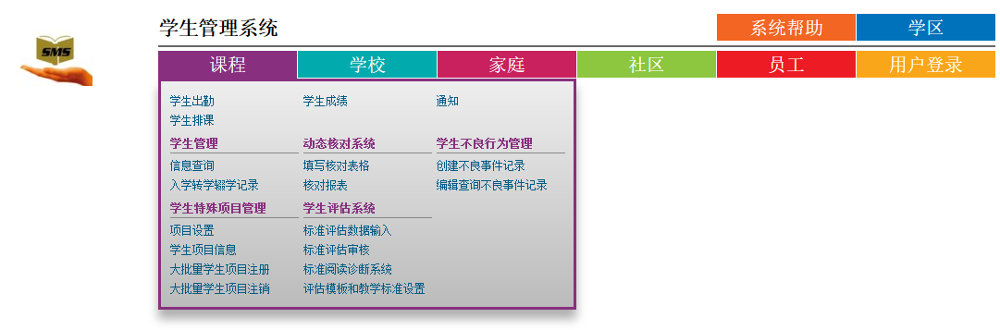 学生管理系统
系统帮助 学区
SMS
课程 学校 家庭 社区 员工 用户登录
学生出勤 学生成绩 通知
学生排课
学生管理 动态核对系统 学生不良行为管理
信息查询 填写核对表格 创建不良事件记录
入学转学辍学记录 核对报表 编辑查询不良事件记录
学生特殊项目管理 学生评估系统
项目设置 标准评估数据输入
学生项目信息 标准评估审核
大批量学生项目注册 标准阅读诊断系统
大批量学生项目注销 评估模板和教学标准设置